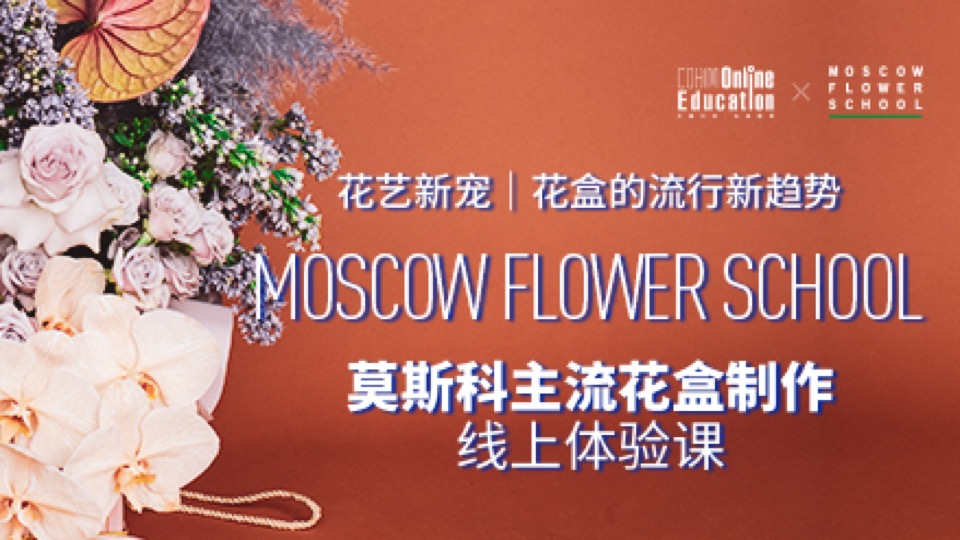 COHIM Online
Education
×
MOSCOW
FLOWER
SCHOOL
花艺新宠｜花盒的流行新趋势
MOSCOW FLOWER SCHOOL
莫斯科主流花盒制作
线上体验课